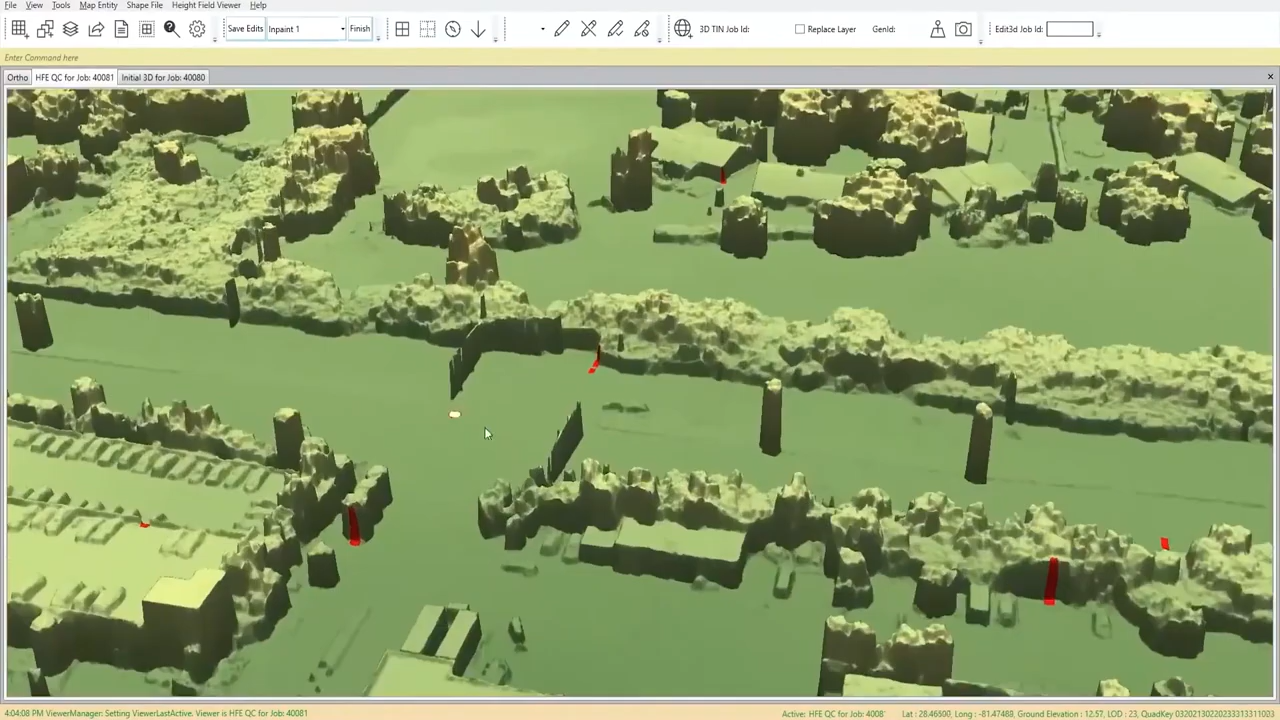 File View Tools Map Entity Shape File Height Field Viewer Help
Save Edits Inpaint 1 Finish 3D TIN Job Id: Replace Layer GenId: Edit3d Job Id:
Enter Command here
Ortho HFE QC for Job: 40081 Initial 3D for Job: 40080
4:04:08 PM ViewerManager: Setting ViewerLastActive. Viewer is HFE QC for Job: 40081 Active: HFE QC for Job: 4008 Lat : 28.46500, Long : -81.47489, Ground Elevation : 12.57, LOD : 23, QuadKey 03202130220233313311003